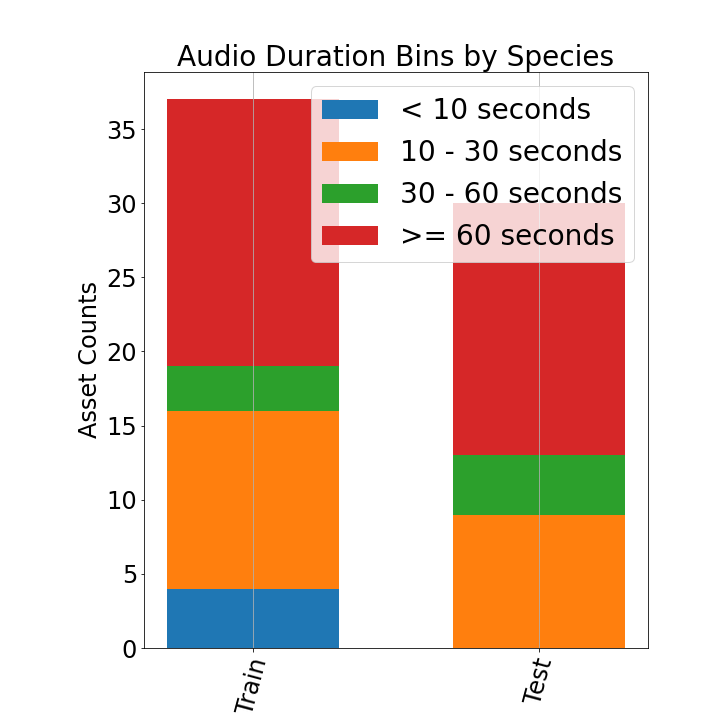 Audio Duration Bins by Species
< 10 seconds
10 - 30 seconds
30 - 60 seconds
>= 60 seconds
Asset Counts
35
30
25
20
15
10
5
0
Train
Test